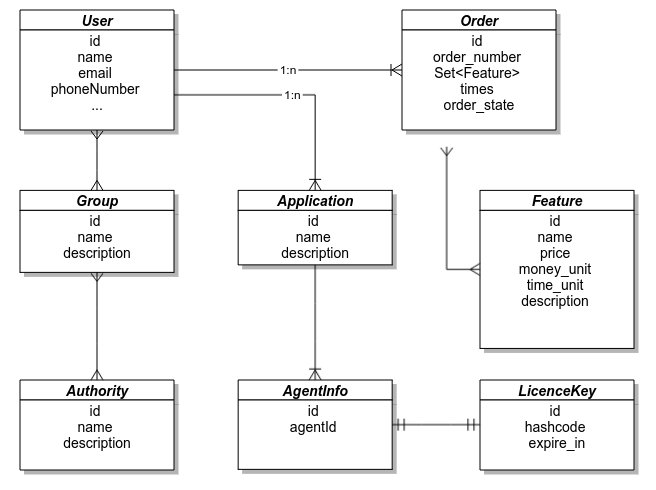 User
id
name
email
phoneNumber
...
1:n
1:n
Order
id
order_number
Set<Feature>
times
order_state
Group
id
name
description
Application
id
name
description
Feature
id
name
price
money_unit
time_unit
description
Authority
id
name
description
AgentInfo
id
agentId
LicenceKey
id
hashcode
expire_in